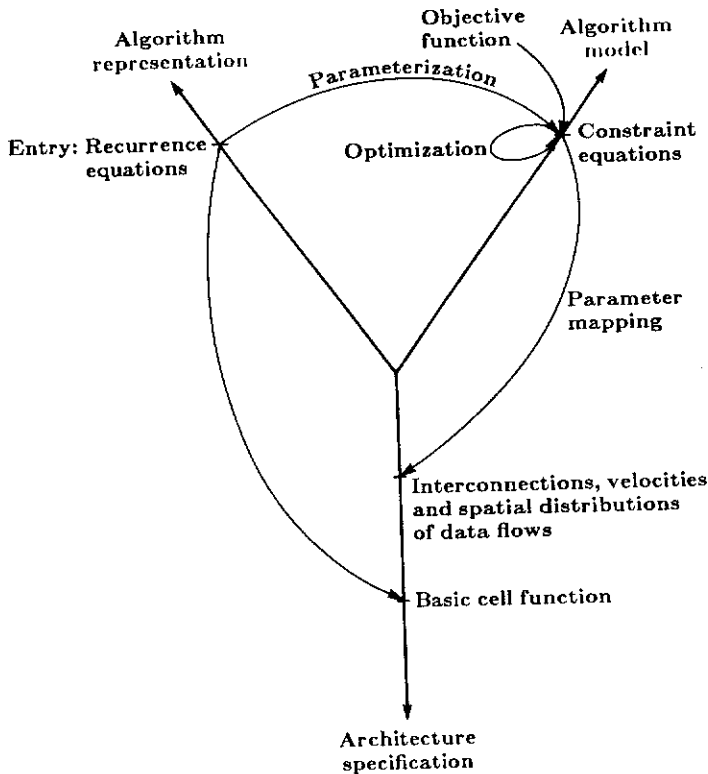 Objective
function
Algorithm
model
Algorithm
representation
Parameterization
Entry: Recurrence
equations
Optimization
Constraint
equations
Parameter
mapping
Interconnections, velocities
and spatial distributions
of data flows
Basic cell function
Architecture
specification